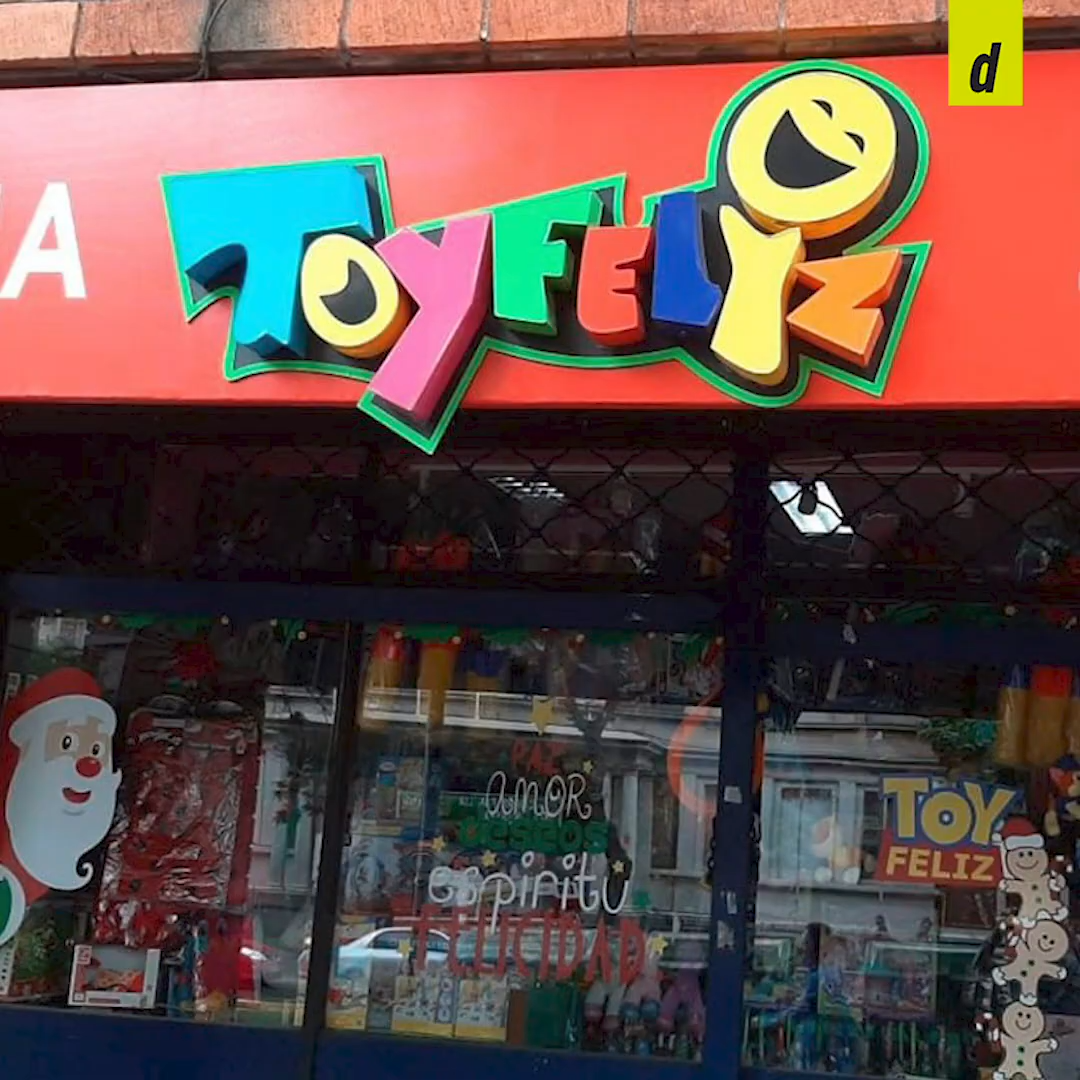 d
A
TOYFELIZ
PAZ
AMOR
deseos
espiritu
FELICIDAD
TOY
FELIZ